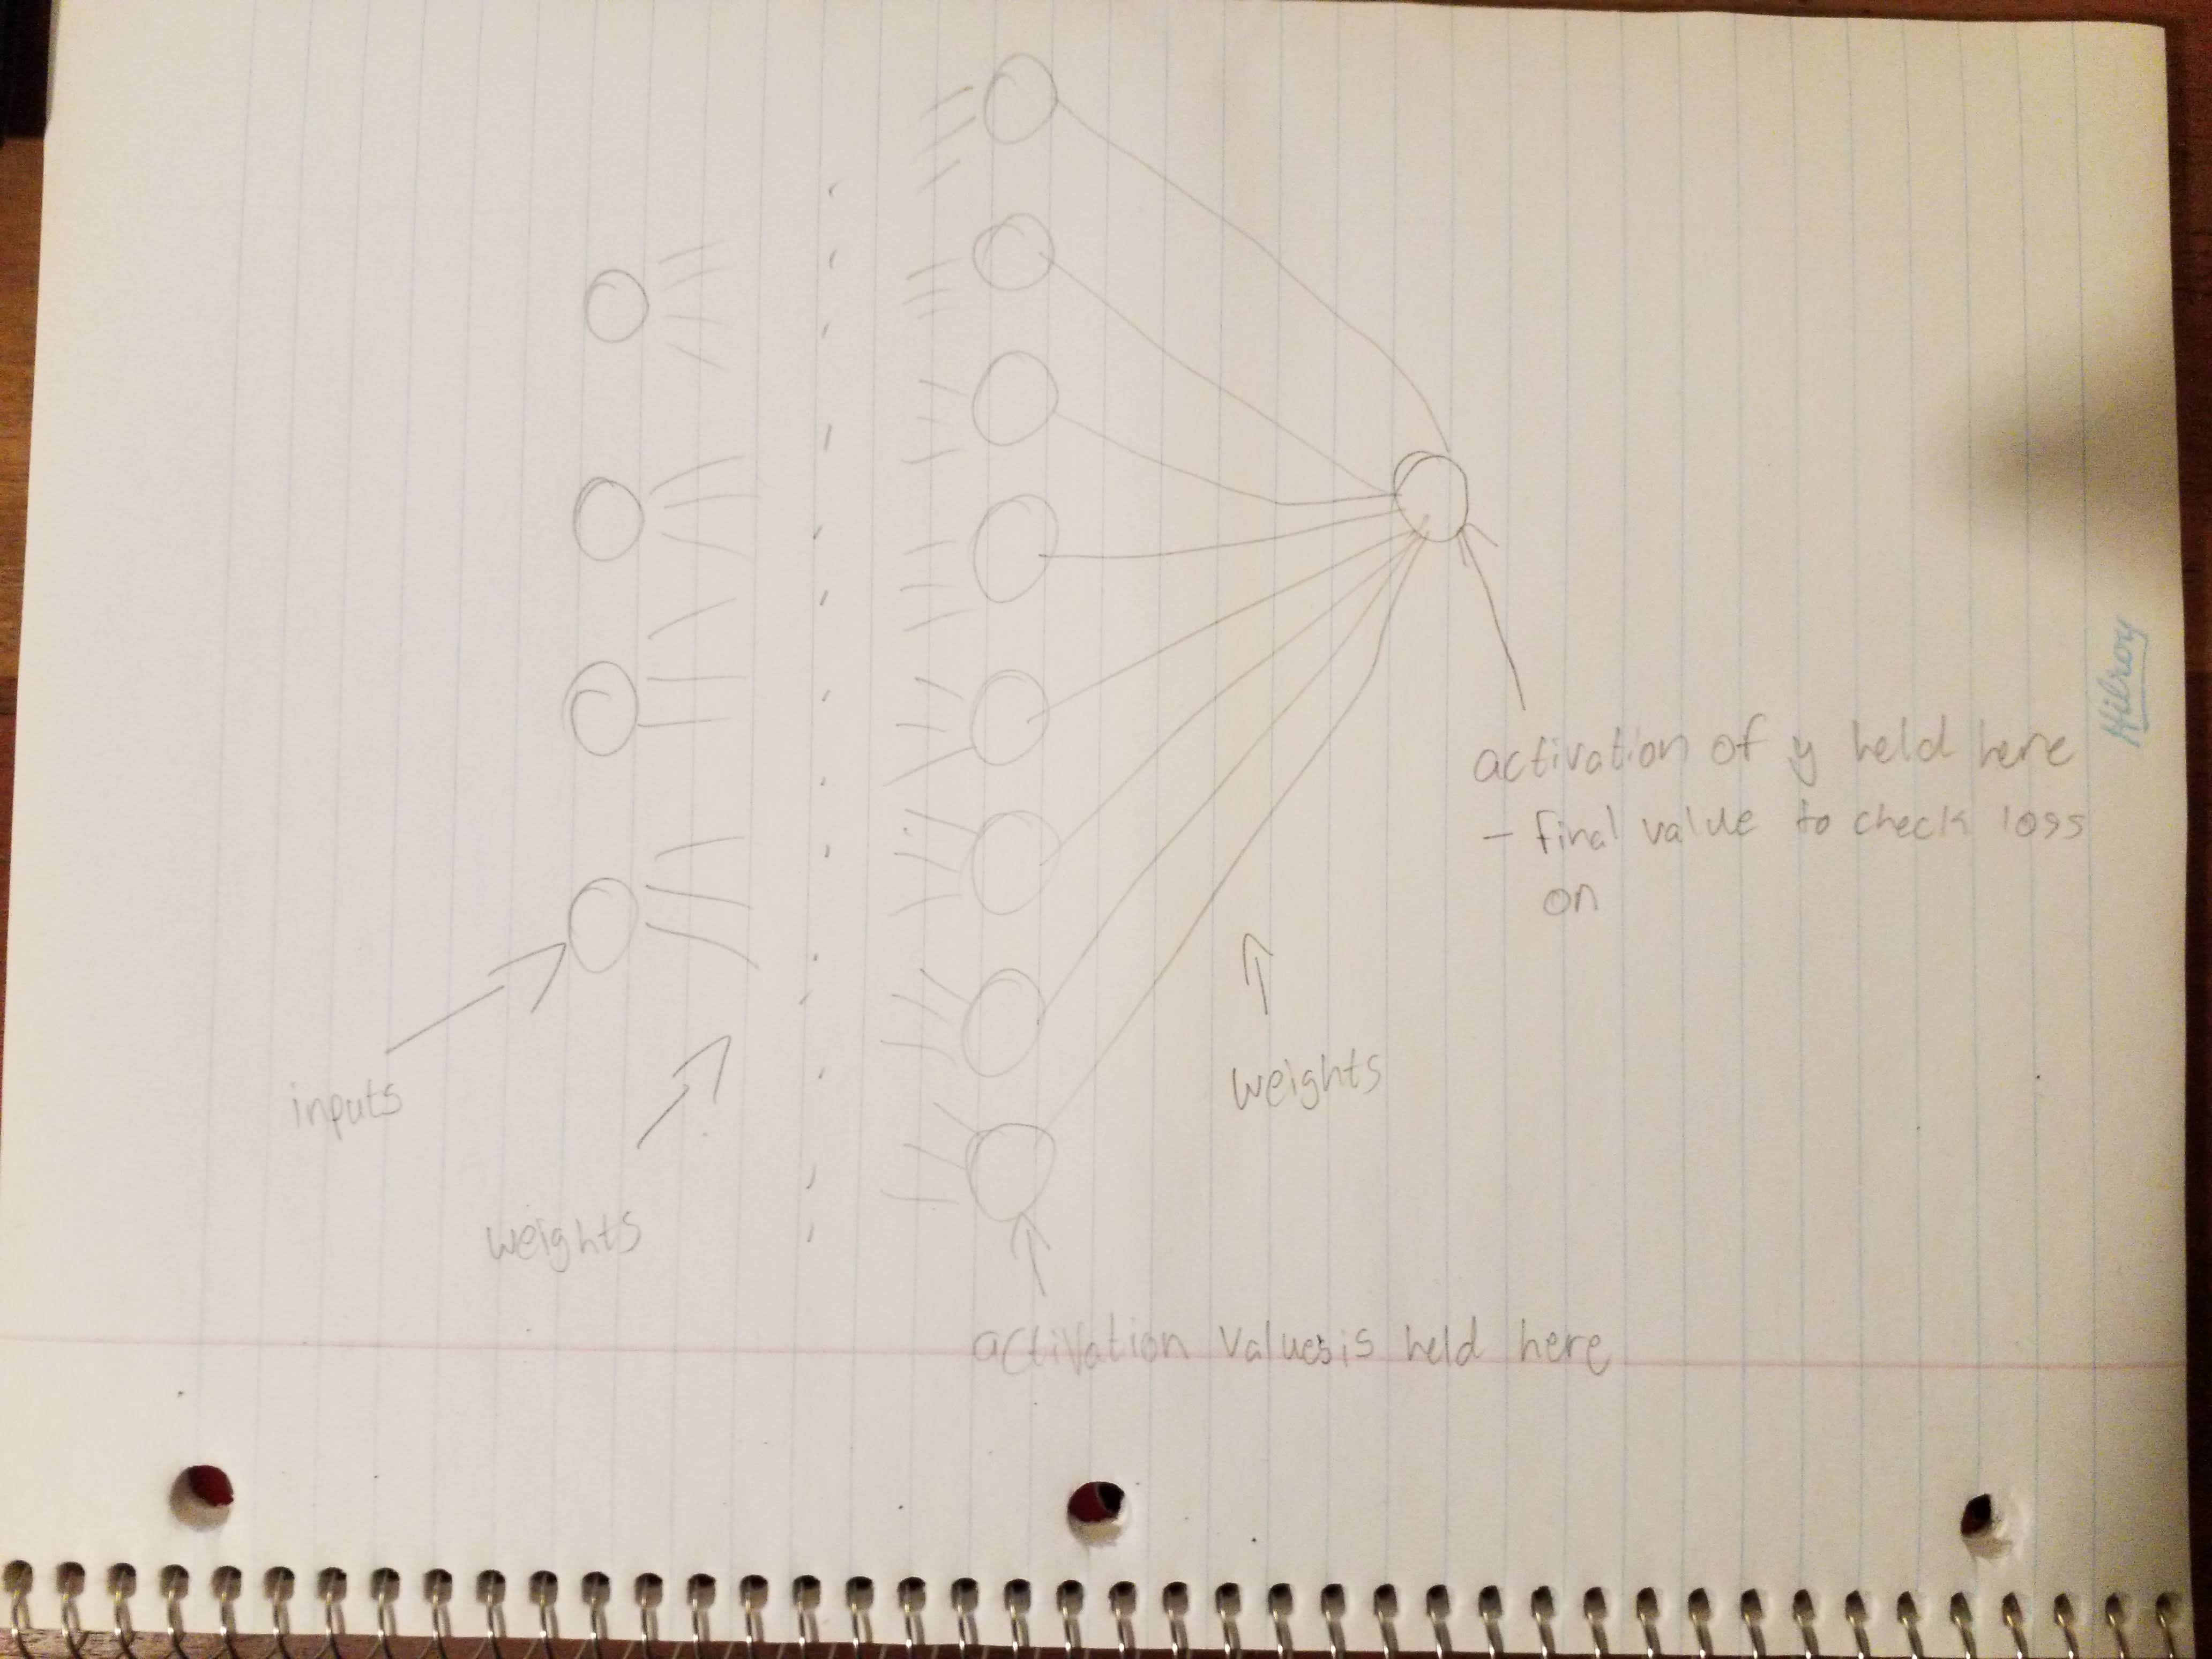 inputs
weights
activation valuesis held here
weights
activation of y held here
– final value to check loss
on
Hilroy